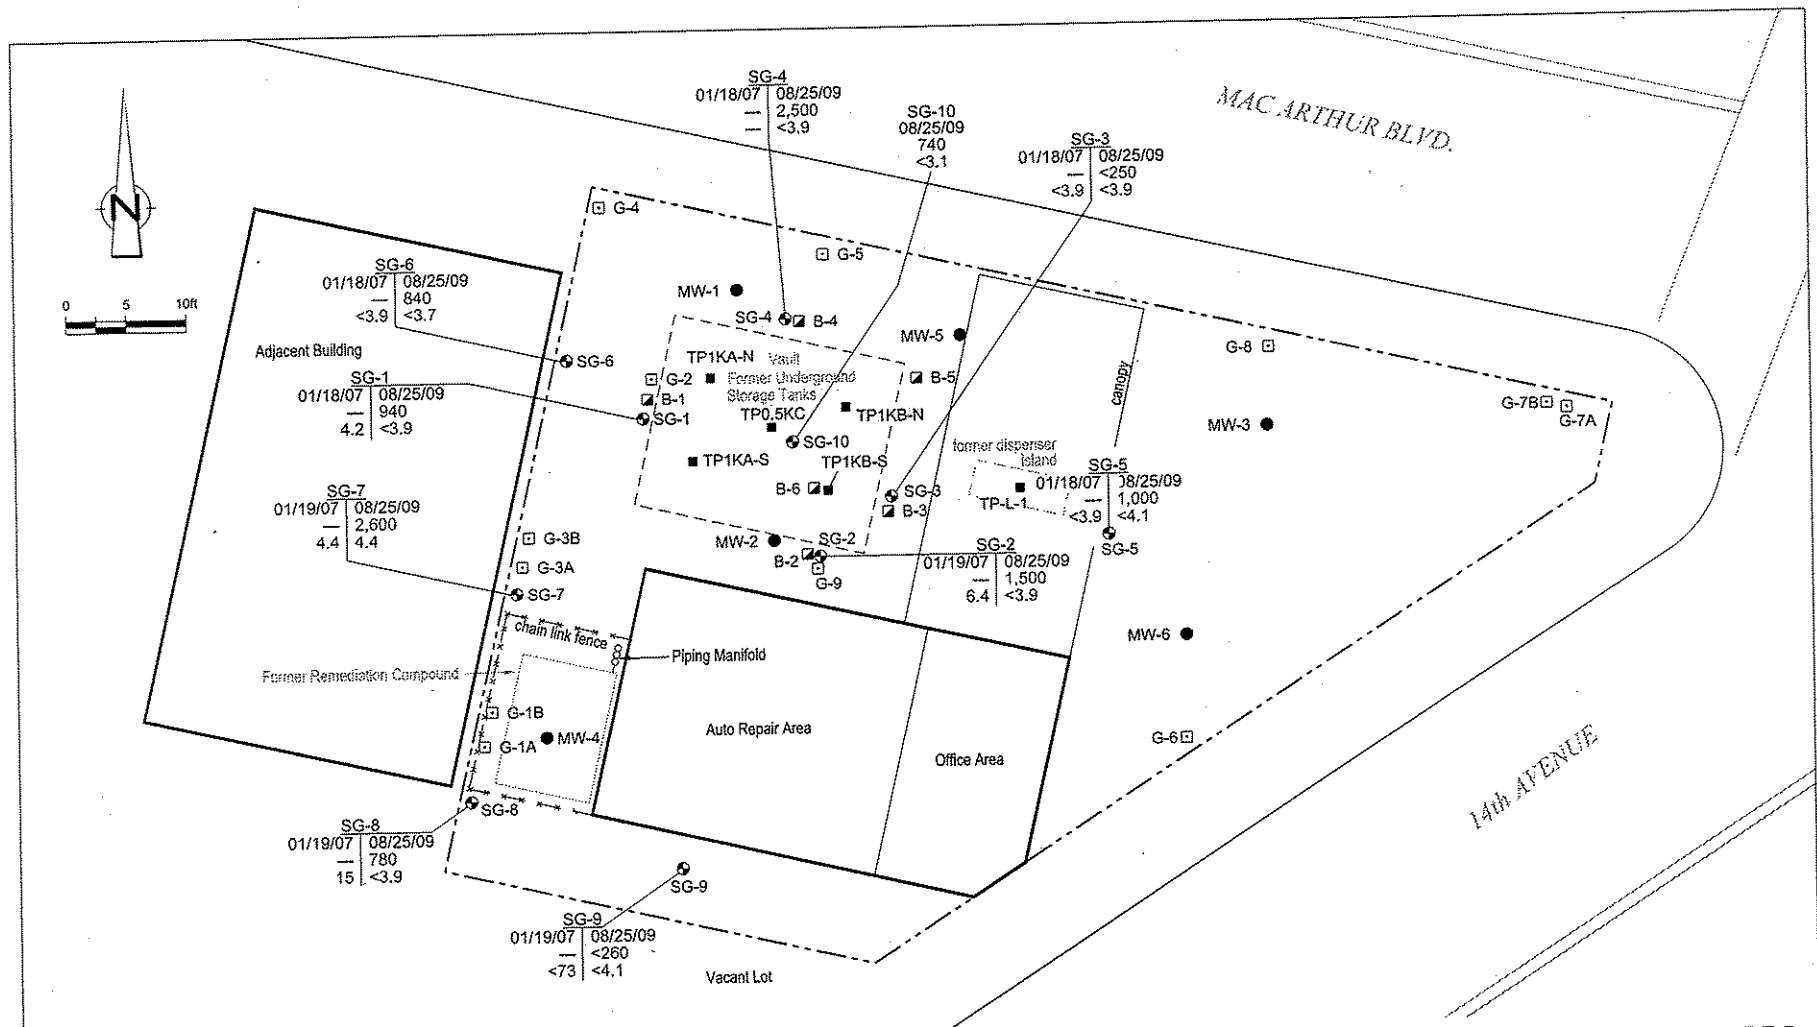 SG-4
01/18/07 08/25/09
— 2,500
— <3.9
SG-10
08/25/09
740
<3.1
SG-3
01/18/07 08/25/09
— <250
<3.9 <3.9
MAC ARTHUR BLVD.
N
0 5 10ft
G-4
G-5
SG-6
01/18/07 08/25/09
— 840
<3.9 <3.7
MW-1
SG-4
B-4
MW-5
G-8
Adjacent Building
SG-6
TP1KA-N
Vault
Former Underground
Storage Tanks
G-2
B-1
B-5
canopy
SG-1
01/18/07 08/25/09
— 940
4.2 <3.9
SG-1
TP0.5KC
TP1KB-N
SG-10
G-7B
G-7A
MW-3
TP1KA-S
TP1KB-S
former dispenser
island
B-6
SG-3
B-3
TP-L-1
SG-5
01/18/07 08/25/09
— 1,000
<3.9 <4.1
SG-5
SG-7
01/19/07 08/25/09
— 2,600
4.4 4.4
G-3B
G-3A
SG-7
MW-2
B-2
SG-2
G-9
SG-2
01/19/07 08/25/09
— 1,500
6.4 <3.9
chain link fence
Piping Manifold
MW-6
Former Remediation Compound
G-1B
G-1A
MW-4
Auto Repair Area
Office Area
G-6
14th AVENUE
SG-8
SG-8
01/19/07 08/25/09
— 780
15 <3.9
SG-9
SG-9
01/19/07 08/25/09
— <260
<73 <4.1
Vacant Lot